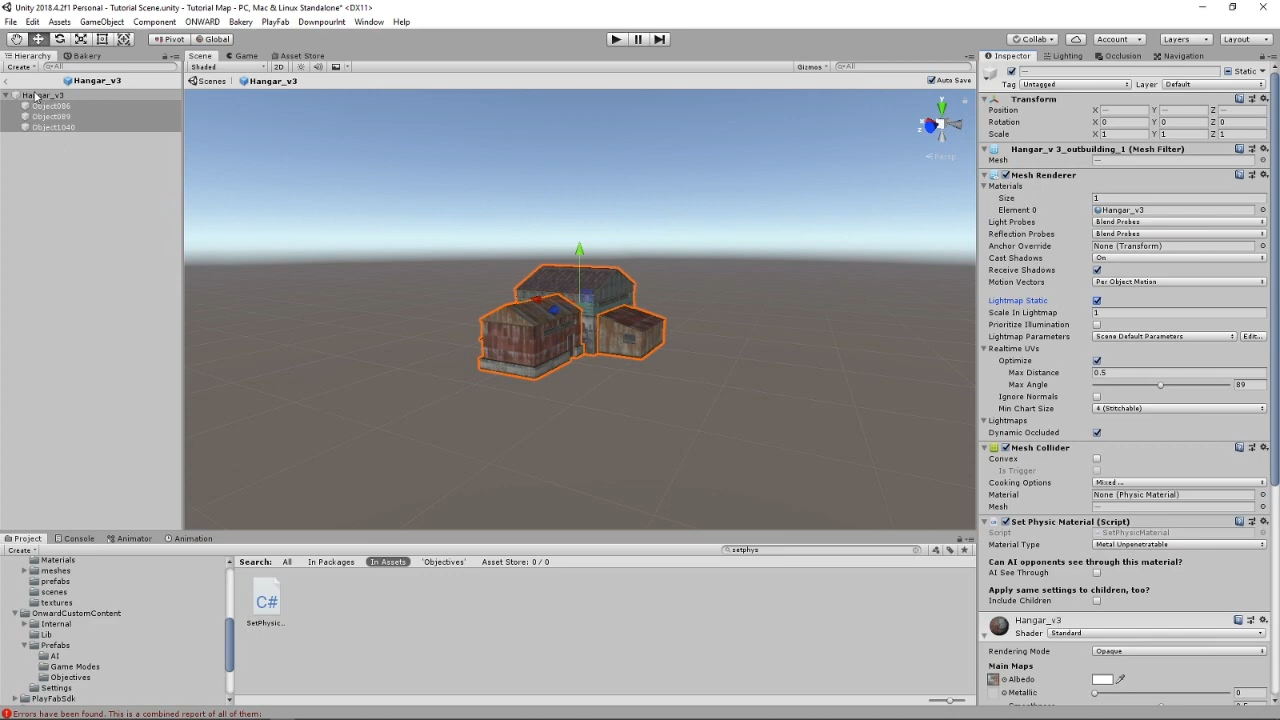 Unity 2018.4.2f1 Personal - Tutorial Scene.unity - Tutorial Map - PC, Mac & Linux Standalone* <DX11>
File Edit Assets GameObject Component ONWARD Bakery PlayFab DownpourInt Window Help
Pivot Global Collab Account Layers Layout
Hierarchy Bakery
Create All
Hangar_v3
Hangar_v3
Object086
Object089
Object1040
Scene Game Asset Store
Shaded 2D Gizmos All
Scenes Hangar_v3 Auto Save
y
z
Persp
Inspector Lighting Occlusion Navigation
— Static
Tag Untagged Layer Default
Transform
Position X — Y — Z —
Rotation X 0 Y 0 Z 0
Scale X 1 Y 1 Z 1
Hangar_v 3_outbuilding_1 (Mesh Filter)
Mesh —
Mesh Renderer
Materials
Size 1
Element 0 Hangar_v3
Light Probes Blend Probes
Reflection Probes Blend Probes
Anchor Override None (Transform)
Cast Shadows On
Receive Shadows
Motion Vectors Per Object Motion
Lightmap Static
Scale In Lightmap 1
Prioritize Illumination
Lightmap Parameters Scene Default Parameters Edit...
Realtime UVs
Optimize
Max Distance 0.5
Max Angle 89
Ignore Normals
Min Chart Size 4 (Stitchable)
Lightmaps
Dynamic Occluded
Mesh Collider
Convex
Is Trigger
Cooking Options Mixed ...
Material None (Physic Material)
Mesh —
Set Physic Material (Script)
Script SetPhysicMaterial
Material Type Metal Unpenetratable
Can AI opponents see through this material?
AI See Through
Apply same settings to children, too?
Include Children
Hangar_v3
Shader Standard
Rendering Mode Opaque
Main Maps
Albedo
Metallic 0
Project Console Animator Animation
Create setphys
Materials
meshes
prefabs
scenes
textures
OnwardCustomContent
Internal
Lib
Prefabs
AI
Game Modes
Objectives
Settings
PlayFabSdk
Search: All In Packages In Assets 'Objectives' Asset Store: 0 / 0
C#
SetPhysic...
Errors have been found. This is a combined report of all of them: